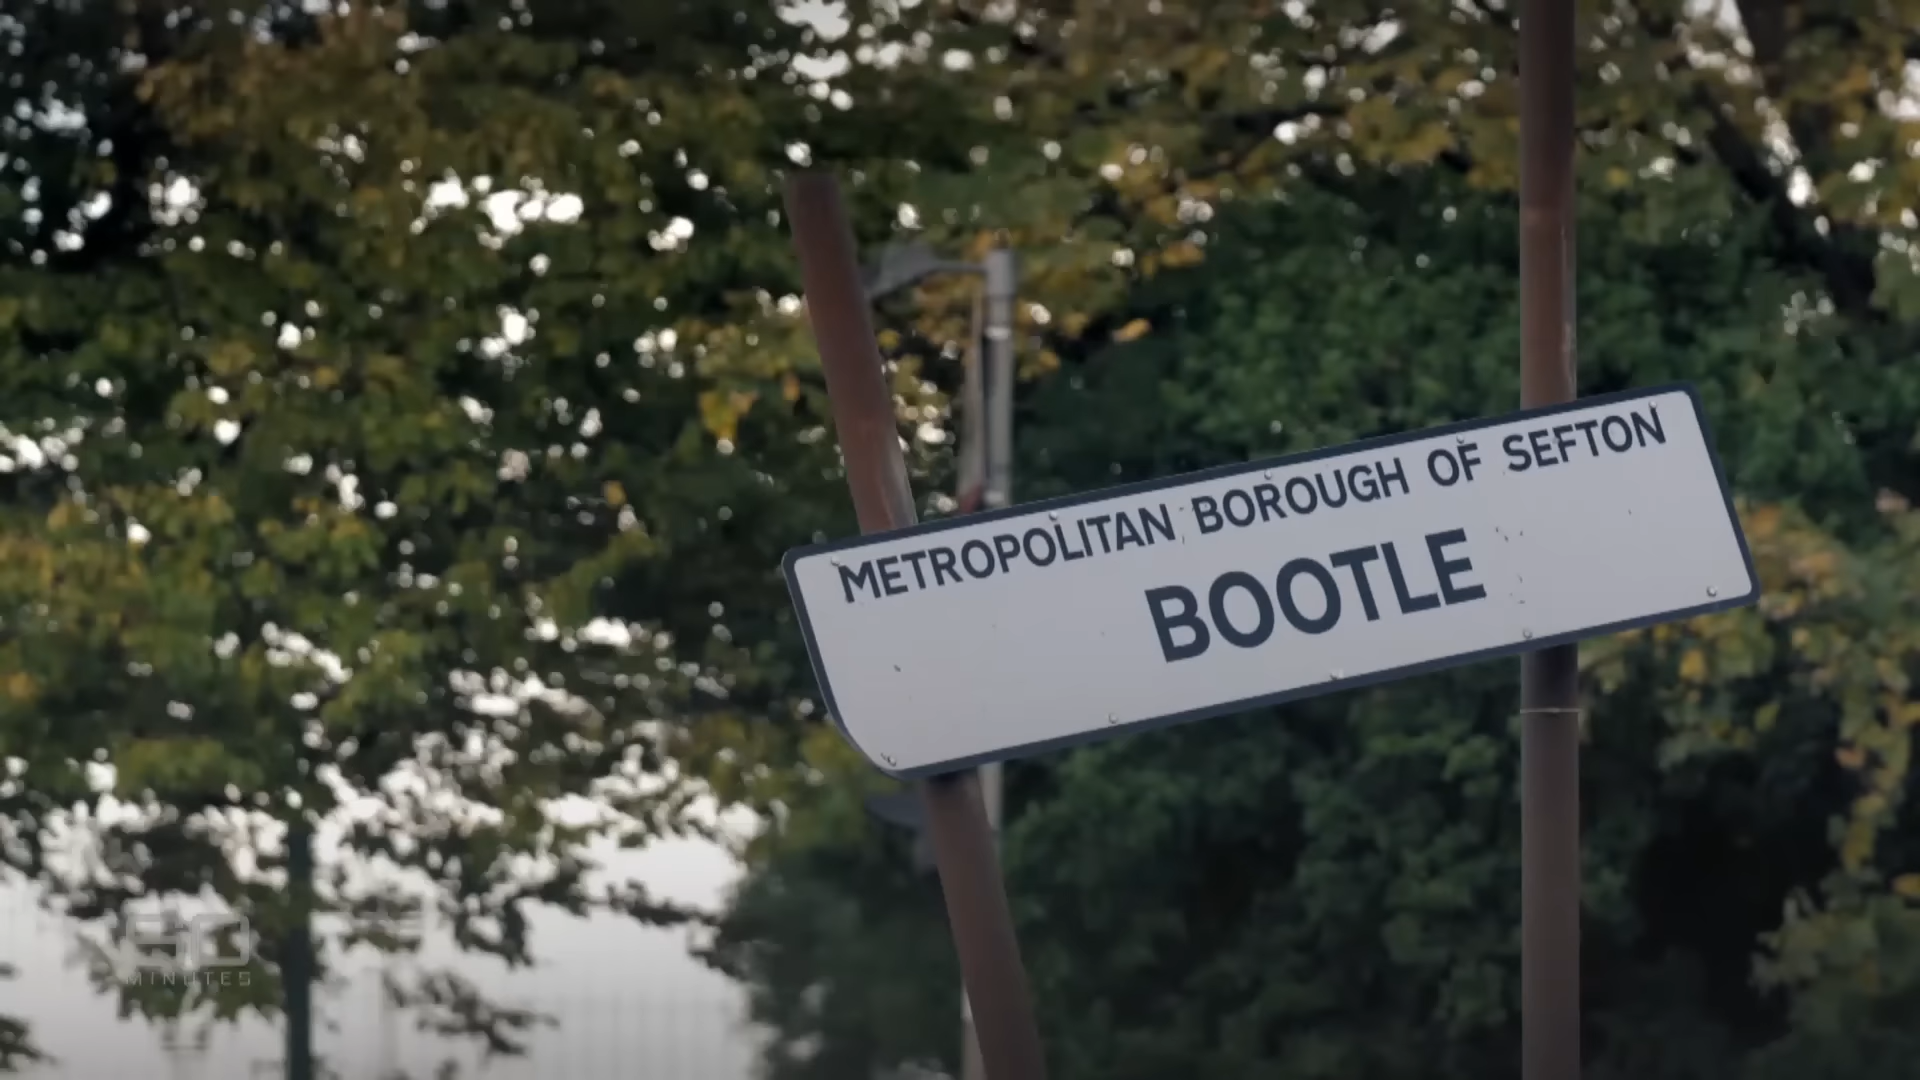 METROPOLITAN BOROUGH OF SEFTON
BOOTLE
60
MINUTES